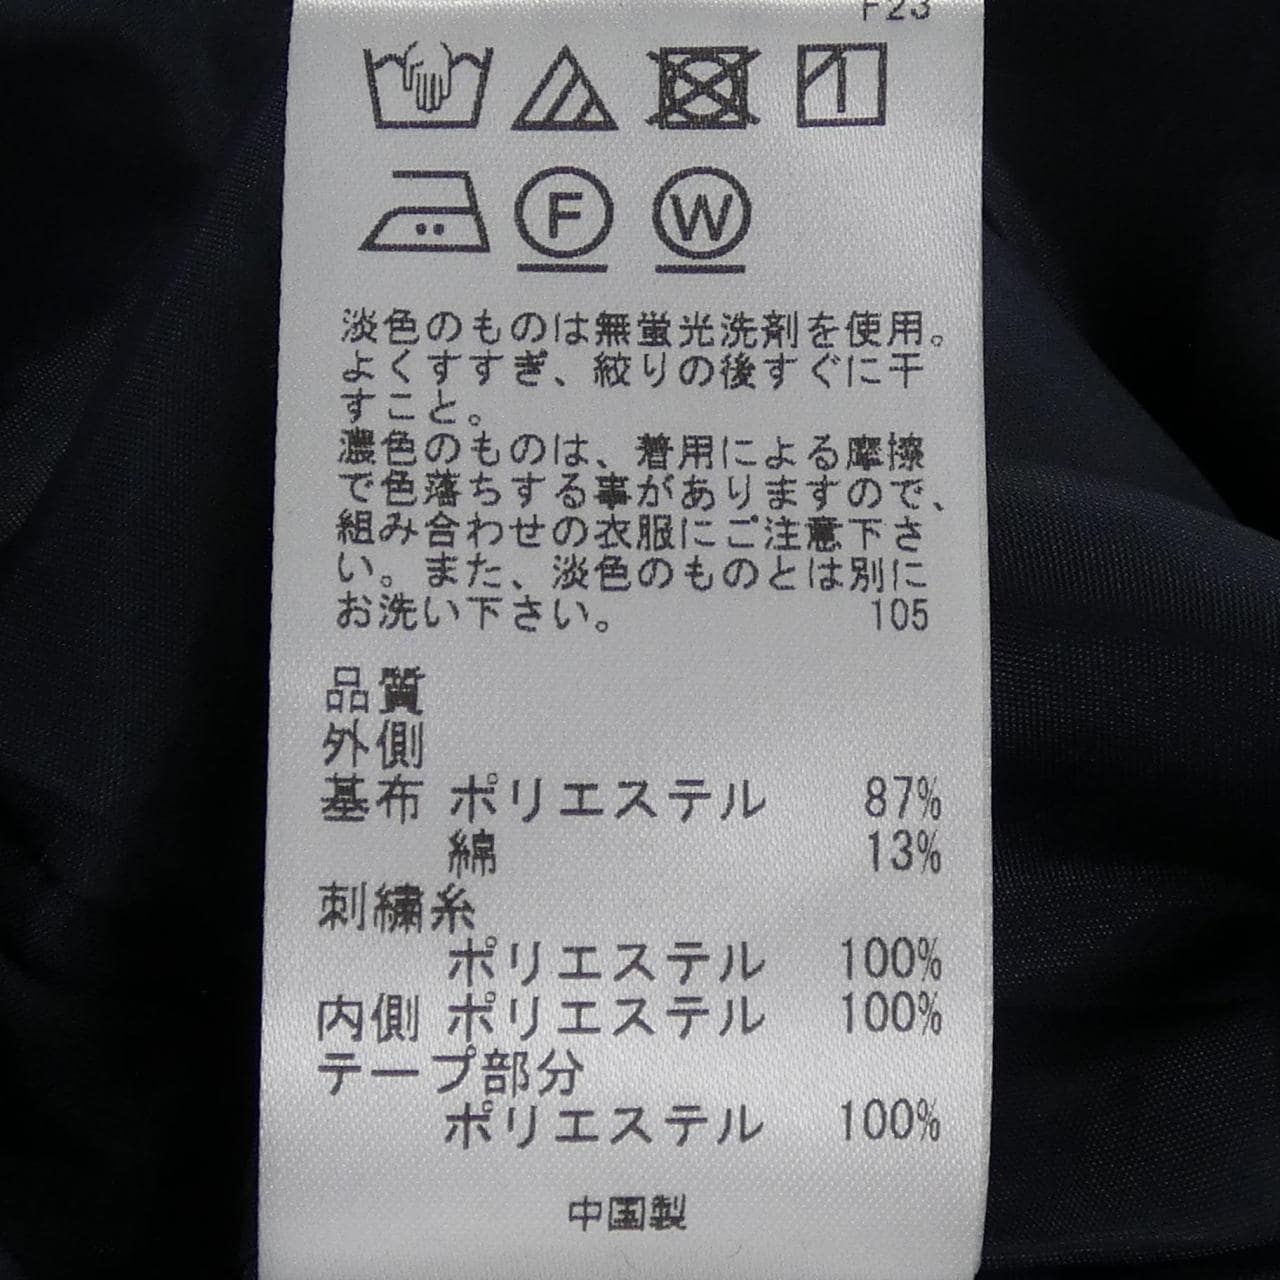 F23
F W
淡色のものは無蛍光洗剤を使用。
よくすすぎ、絞りの後すぐに干
すこと。
濃色のものは、着用による摩擦
で色落ちする事がありますので、
組み合わせの衣服にご注意下さ
い。また、淡色のものとは別に
お洗い下さい。 105
品質
外側
基布 ポリエステル 87%
綿 13%
刺繍糸
ポリエステル 100%
内側 ポリエステル 100%
テープ部分
ポリエステル 100%
中国製